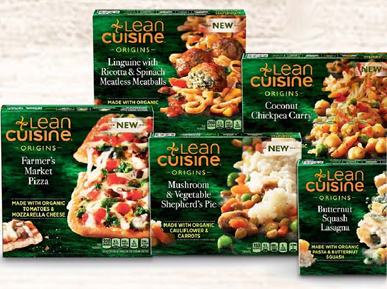 Lean
CUISINE
ORIGINS
NEW
Linguine with
Ricotta & Spinach
Meatless Meatballs
MADE WITH ORGANIC
Lean
CUISINE
ORIGINS
NEW
Coconut
Chickpea Curry
Lean
CUISINE
ORIGINS
NEW
Farmer's
Market
Pizza
MADE WITH ORGANIC
TOMATOES &
MOZZARELLA CHEESE
Lean
CUISINE
ORIGINS
NEW
Mushroom
& Vegetable
Shepherd's Pie
MADE WITH ORGANIC
CAULIFLOWER &
CARROTS
Lean
CUISINE
ORIGINS
Butternut
Squash
Lasagna
MADE WITH ORGANIC
PASTA & BUTTERNUT
SQUASH